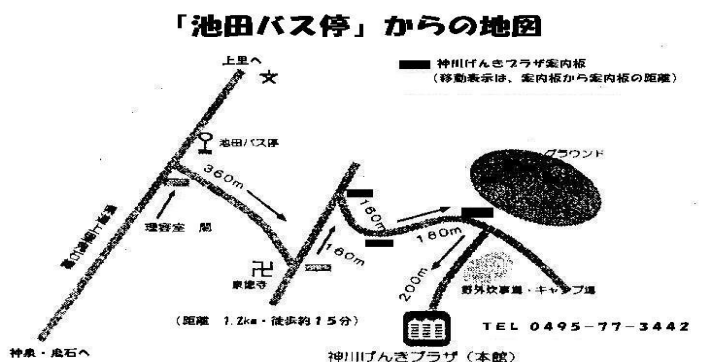 「池田バス停」からの地図
上里へ
神川げんきプラザ案内板
(移動表示は、案内板から案内板の距離)
池田バス停
グラウンド
360m
160m
理容室 関
160m
180m
東徳寺
200m
野外炊事場・キャンプ場
(距離 1.2km・徒歩約15分)
TEL 0495-77-3442
神泉・鬼石へ
神川げんきプラザ(本館)